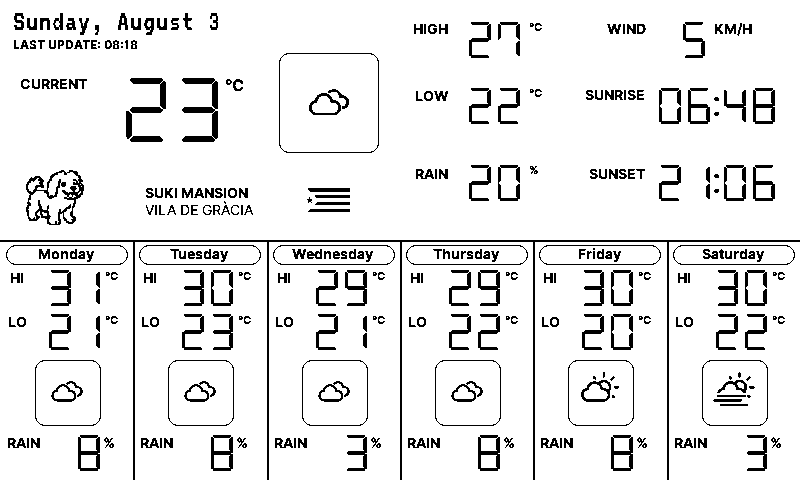 Sunday, August 3
LAST UPDATE: 08:18
CURRENT 23 °C
HIGH 27 °C
WIND 5 KM/H
LOW 22 °C
SUNRISE 06:48
RAIN 20 %
SUNSET 21:06
SUKI MANSION
VILA DE GRÀCIA
Monday
HI 31 °C
LO 21 °C
RAIN 8 %
Tuesday
HI 30 °C
LO 23 °C
RAIN 8 %
Wednesday
HI 29 °C
LO 21 °C
RAIN 3 %
Thursday
HI 29 °C
LO 22 °C
RAIN 8 %
Friday
HI 30 °C
LO 20 °C
RAIN 8 %
Saturday
HI 30 °C
LO 22 °C
RAIN 3 %